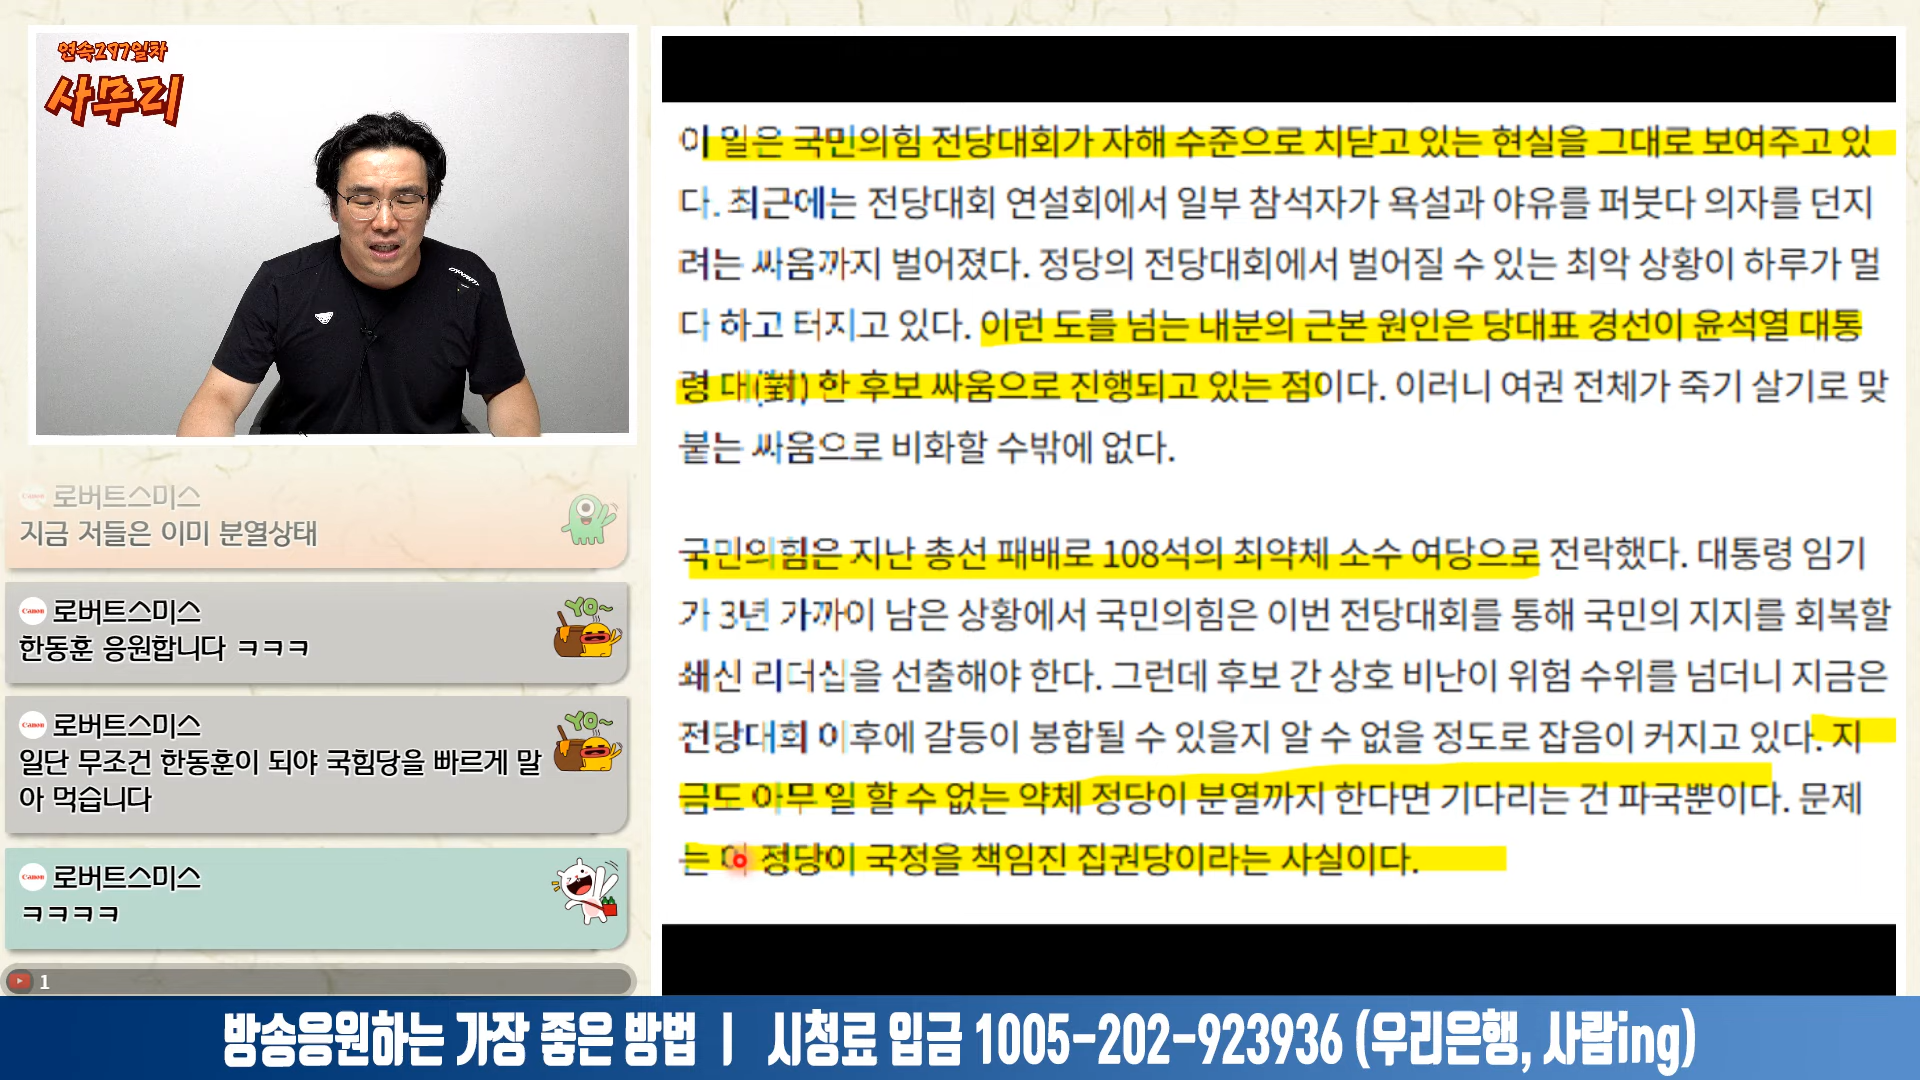 연속297일차
사무리
이 일은 국민의힘 전당대회가 자해 수준으로 치닫고 있는 현실을 그대로 보여주고 있
다. 최근에는 전당대회 연설회에서 일부 참석자가 욕설과 야유를 퍼붓다 의자를 던지
려는 싸움까지 벌어졌다. 정당의 전당대회에서 벌어질 수 있는 최악 상황이 하루가 멀
다 하고 터지고 있다. 이런 도를 넘는 내분의 근본 원인은 당대표 경선이 윤석열 대통
령 대(對) 한 후보 싸움으로 진행되고 있는 점이다. 이러니 여권 전체가 죽기 살기로 맞
붙는 싸움으로 비화할 수밖에 없다.
국민의힘은 지난 총선 패배로 108석의 최약체 소수 여당으로 전락했다. 대통령 임기
가 3년 가까이 남은 상황에서 국민의힘은 이번 전당대회를 통해 국민의 지지를 회복할
쇄신 리더십을 선출해야 한다. 그런데 후보 간 상호 비난이 위험 수위를 넘더니 지금은
전당대회 이후에 갈등이 봉합될 수 있을지 알 수 없을 정도로 잡음이 커지고 있다. 지
금도 아무 일 할 수 없는 약체 정당이 분열까지 한다면 기다리는 건 파국뿐이다. 문제
는 이 정당이 국정을 책임진 집권당이라는 사실이다.
Canon 로버트스미스
지금 저들은 이미 분열상태
Canon 로버트스미스
한동훈 응원합니다 ㅋㅋㅋ
YO~
Canon 로버트스미스
일단 무조건 한동훈이 되야 국힘당을 빠르게 말
아 먹습니다
YO~
Canon 로버트스미스
ㅋㅋㅋㅋ
1
방송응원하는 가장 좋은 방법 ㅣ 시청료 입금 1005-202-923936 (우리은행, 사람ing)